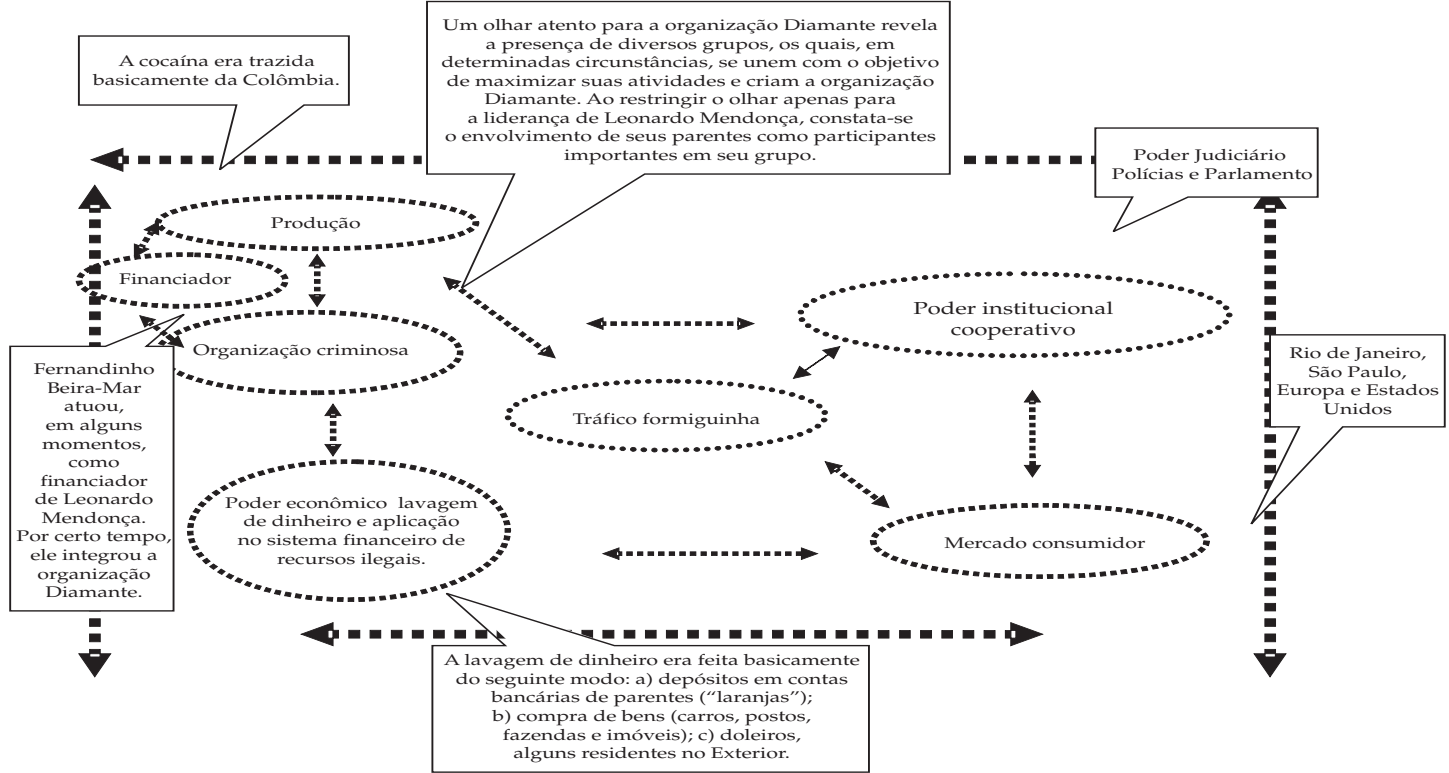 A cocaína era trazida
basicamente da Colômbia.
Um olhar atento para a organização Diamante revela
a presença de diversos grupos, os quais, em
determinadas circunstâncias, se unem com o objetivo
de maximizar suas atividades e criam a organização
Diamante. Ao restringir o olhar apenas para
a liderança de Leonardo Mendonça, constata-se
o envolvimento de seus parentes como participantes
importantes em seu grupo.
Poder Judiciário
Polícias e Parlamento
Produção
Financiador
Organização criminosa
Poder institucional
cooperativo
Fernandinho
Beira-Mar
atuou,
em alguns
momentos,
como
financiador
de Leonardo
Mendonça.
Por certo tempo,
ele integrou a
organização
Diamante.
Rio de Janeiro,
São Paulo,
Europa e Estados
Unidos
Tráfico formiguinha
Poder econômico lavagem
de dinheiro e aplicação
no sistema financeiro de
recursos ilegais.
Mercado consumidor
A lavagem de dinheiro era feita basicamente
do seguinte modo: a) depósitos em contas
bancárias de parentes (“laranjas”);
b) compra de bens (carros, postos,
fazendas e imóveis); c) doleiros,
alguns residentes no Exterior.